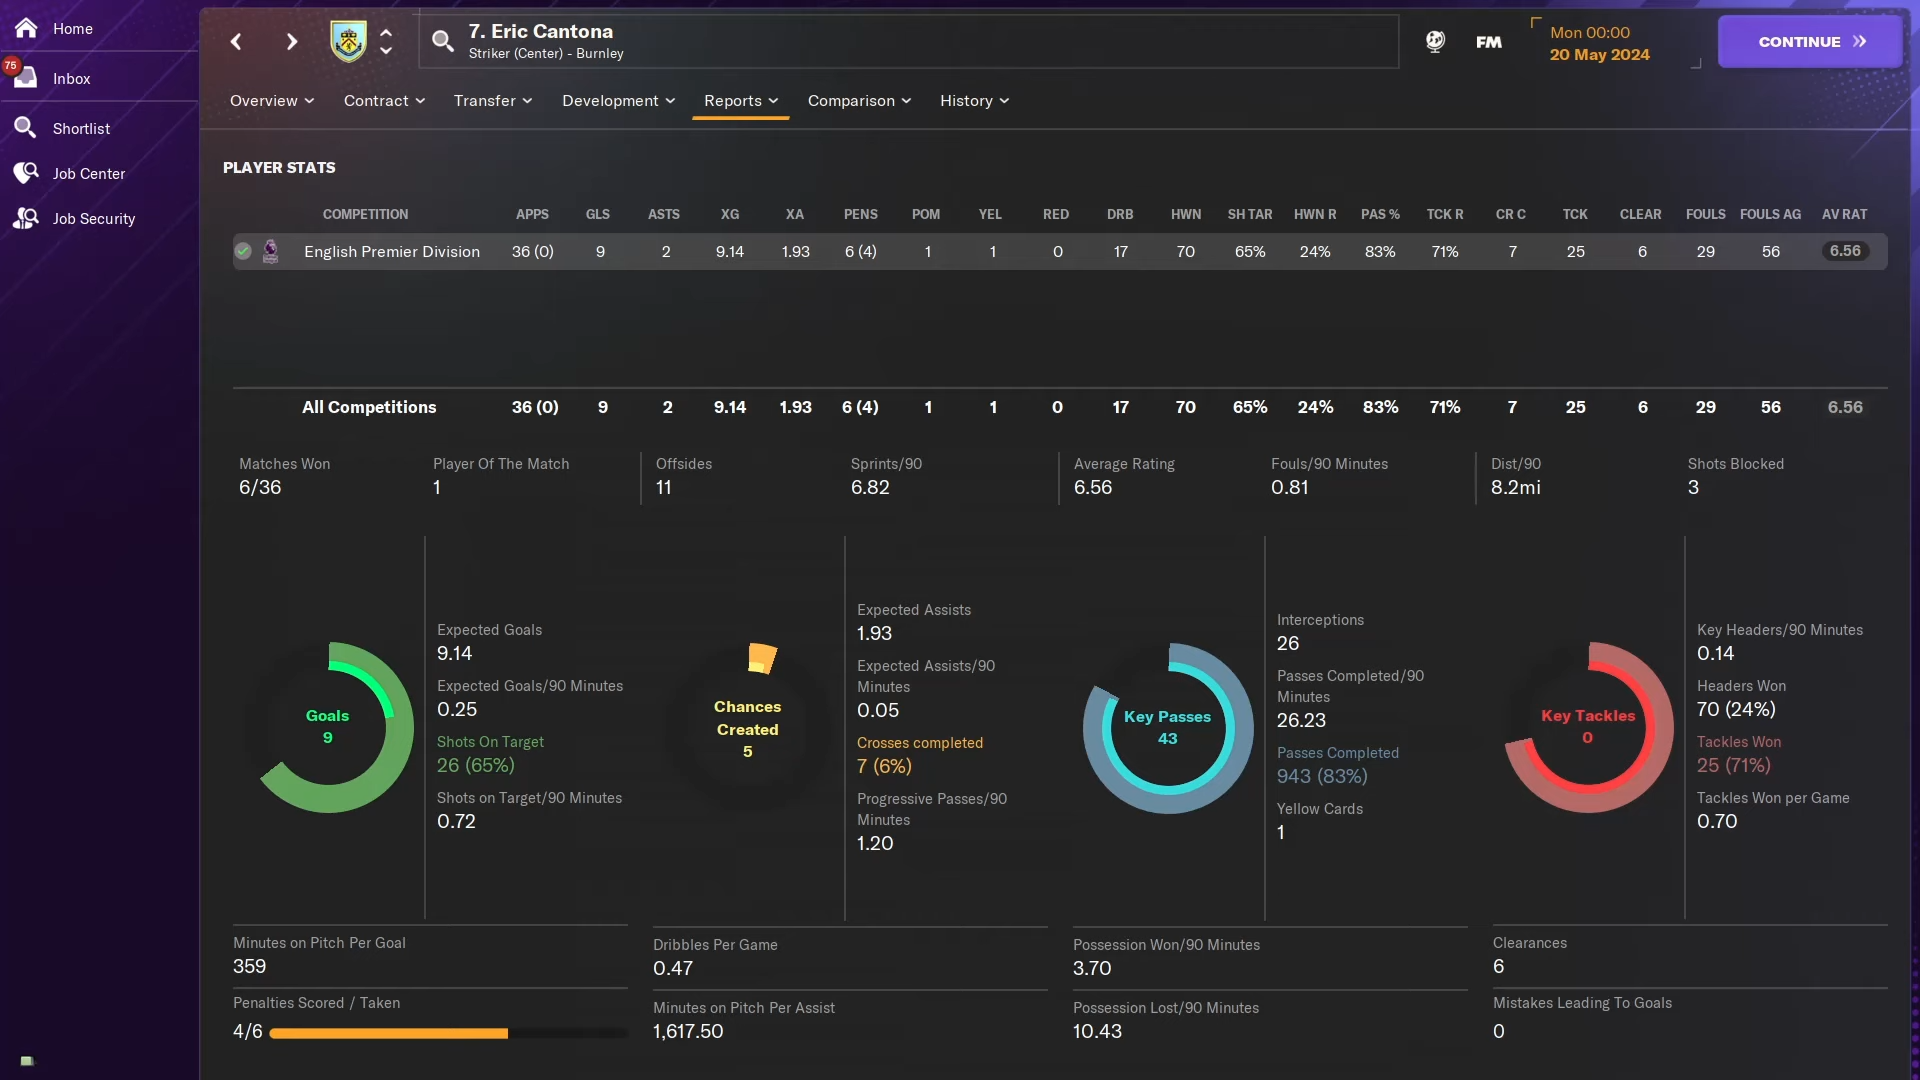 Home
75
Inbox
Shortlist
Job Center
Job Security
7. Eric Cantona
Striker (Center) - Burnley
FM
Mon 00:00
20 May 2024
CONTINUE
Overview Contract Transfer Development Reports Comparison History
PLAYER STATS
COMPETITION APPS GLS ASTS XG XA PENS POM YEL RED DRB HWN SH TAR HWN R PAS % TCK R CR C TCK CLEAR FOULS FOULS AG AV RAT
English Premier Division 36 (0) 9 2 9.14 1.93 6 (4) 1 1 0 17 70 65% 24% 83% 71% 7 25 6 29 56 6.56
All Competitions 36 (0) 9 2 9.14 1.93 6 (4) 1 1 0 17 70 65% 24% 83% 71% 7 25 6 29 56 6.56
Matches Won
6/36
Player Of The Match
1
Offsides
11
Sprints/90
6.82
Average Rating
6.56
Fouls/90 Minutes
0.81
Dist/90
8.2mi
Shots Blocked
3
Goals
9
Expected Goals
9.14
Expected Goals/90 Minutes
0.25
Shots On Target
26 (65%)
Shots on Target/90 Minutes
0.72
Chances
Created
5
Expected Assists
1.93
Expected Assists/90
Minutes
0.05
Crosses completed
7 (6%)
Progressive Passes/90
Minutes
1.20
Key Passes
43
Interceptions
26
Passes Completed/90
Minutes
26.23
Passes Completed
943 (83%)
Yellow Cards
1
Key Tackles
0
Key Headers/90 Minutes
0.14
Headers Won
70 (24%)
Tackles Won
25 (71%)
Tackles Won per Game
0.70
Minutes on Pitch Per Goal
359
Penalties Scored / Taken
4/6
Dribbles Per Game
0.47
Minutes on Pitch Per Assist
1,617.50
Possession Won/90 Minutes
3.70
Possession Lost/90 Minutes
10.43
Clearances
6
Mistakes Leading To Goals
0